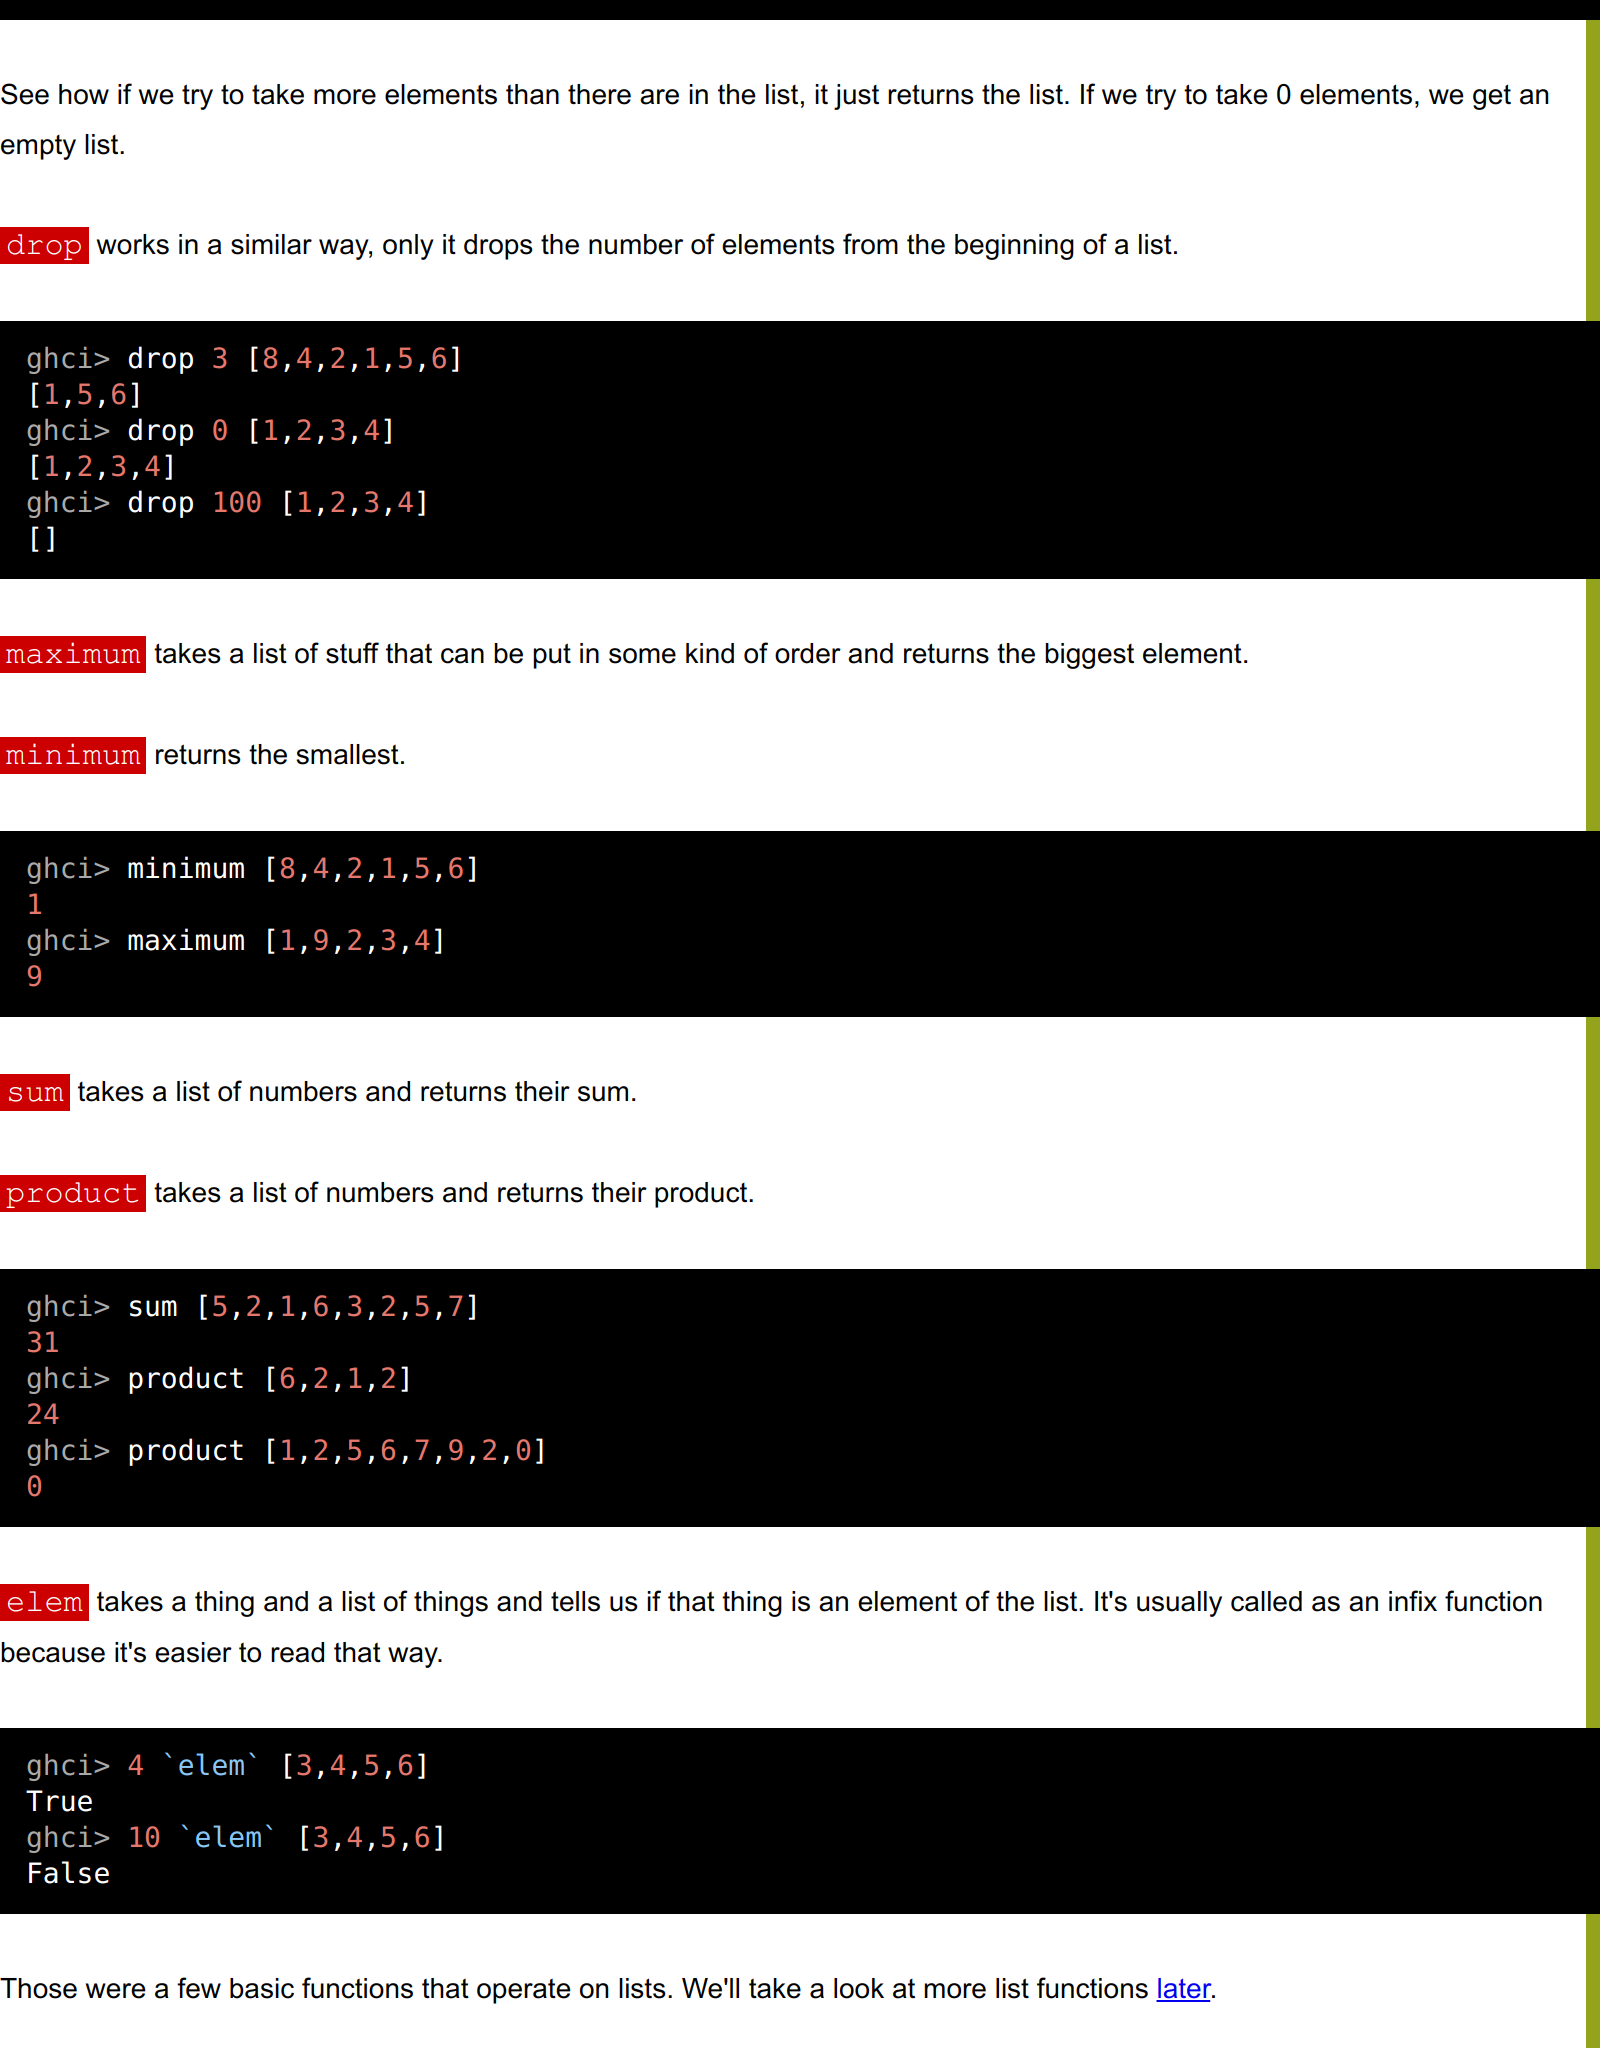 See how if we try to take more elements than there are in the list, it just returns the list. If we try to take 0 elements, we get an
empty list.
drop works in a similar way, only it drops the number of elements from the beginning of a list.
ghci> drop 3 [8,4,2,1,5,6]
[1,5,6]
ghci> drop 0 [1,2,3,4]
[1,2,3,4]
ghci> drop 100 [1,2,3,4]
[]
maximum takes a list of stuff that can be put in some kind of order and returns the biggest element.
minimum returns the smallest.
ghci> minimum [8,4,2,1,5,6]
1
ghci> maximum [1,9,2,3,4]
9
sum takes a list of numbers and returns their sum.
product takes a list of numbers and returns their product.
ghci> sum [5,2,1,6,3,2,5,7]
31
ghci> product [6,2,1,2]
24
ghci> product [1,2,5,6,7,9,2,0]
0
elem takes a thing and a list of things and tells us if that thing is an element of the list. It's usually called as an infix function
because it's easier to read that way.
ghci> 4 `elem` [3,4,5,6]
True
ghci> 10 `elem` [3,4,5,6]
False
Those were a few basic functions that operate on lists. We'll take a look at more list functions later.